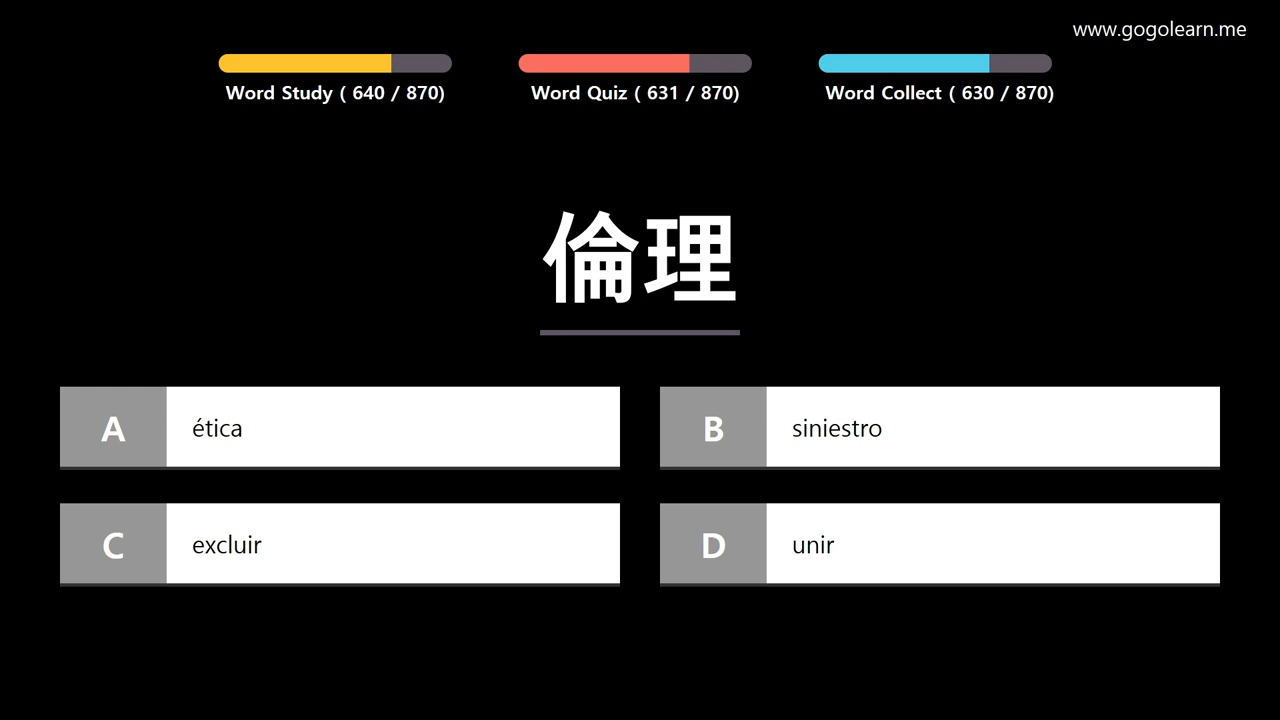 www.gogolearn.me
Word Study ( 640 / 870)
Word Quiz ( 631 / 870)
Word Collect ( 630 / 870)
倫理
A ética
B siniestro
C excluir
D unir